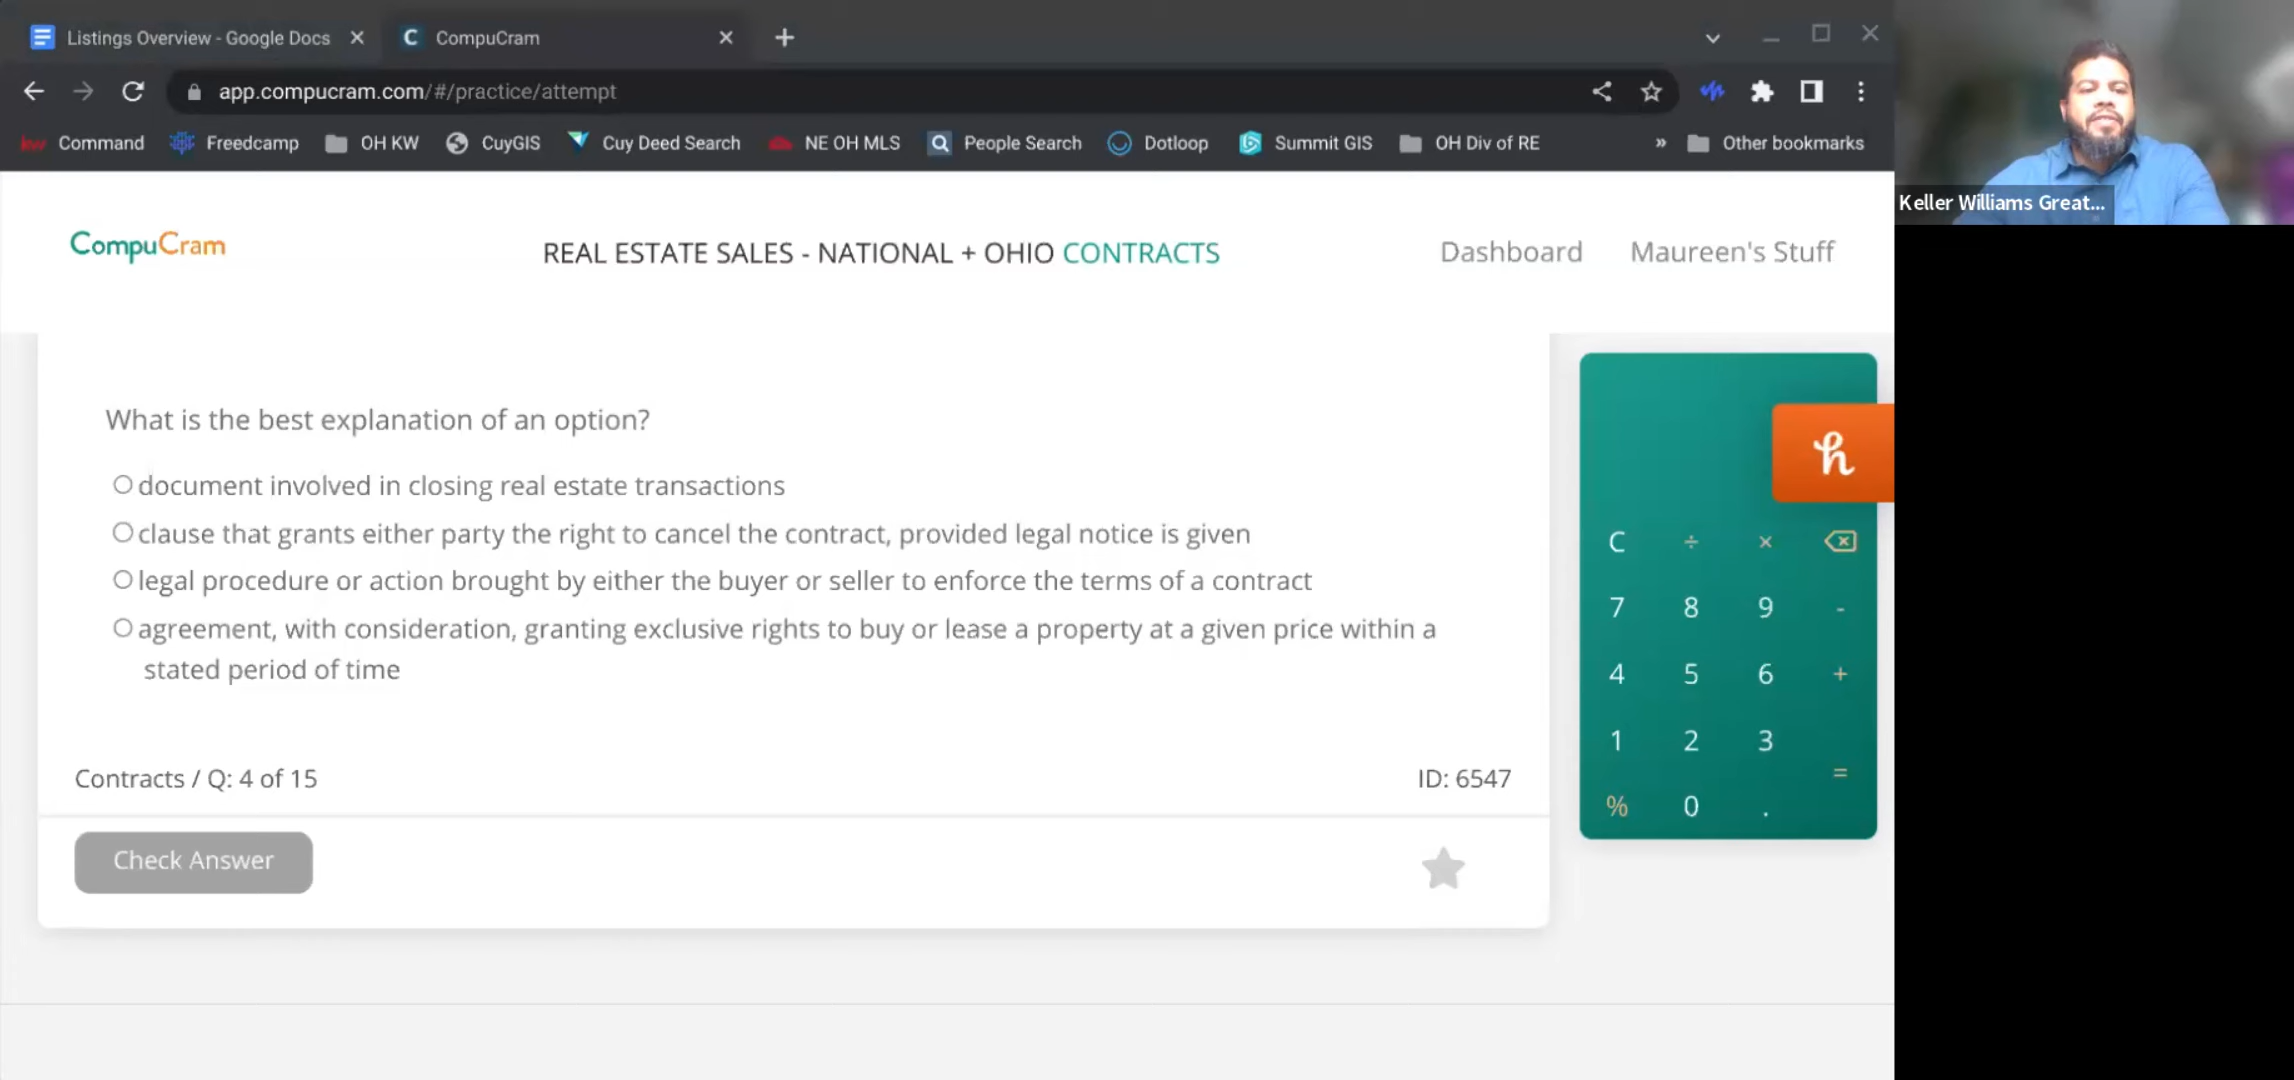 Listings Overview - Google Docs
CompuCram
app.compucram.com/#/practice/attempt
kw Command
Freedcamp
OH KW
CuyGIS
Cuy Deed Search
NE OH MLS
People Search
Dotloop
Summit GIS
OH Div of RE
»
Other bookmarks
Keller Williams Great...
CompuCram
REAL ESTATE SALES - NATIONAL + OHIO CONTRACTS
Dashboard
Maureen's Stuff
What is the best explanation of an option?
document involved in closing real estate transactions
clause that grants either party the right to cancel the contract, provided legal notice is given
legal procedure or action brought by either the buyer or seller to enforce the terms of a contract
agreement, with consideration, granting exclusive rights to buy or lease a property at a given price within a
stated period of time
Contracts / Q: 4 of 15
ID: 6547
Check Answer
h
C ÷ ×
7 8 9 -
4 5 6 +
1 2 3
=
% 0 .